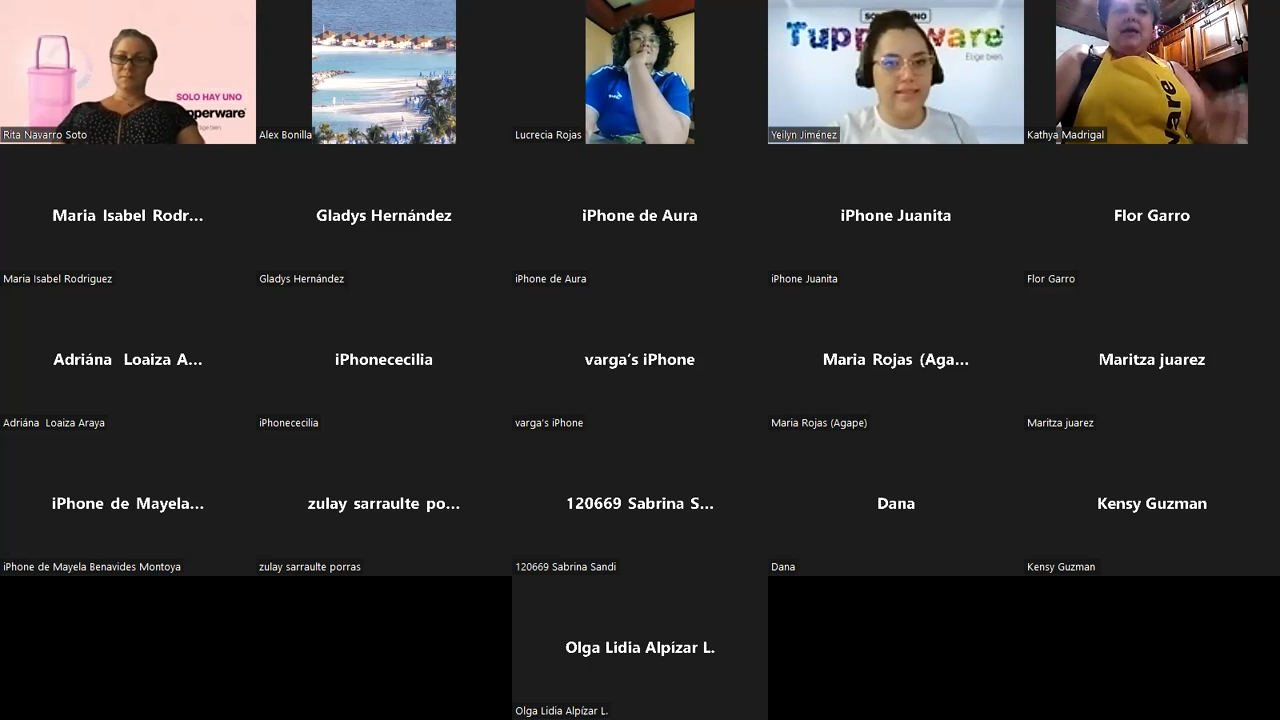 SOLO HAY UNO
Rita Navarro Soto
Alex Bonilla
Lucrecia Rojas
Elige bien
Yeilyn Jiménez
Kathya Madrigal
Maria Isabel Rodr...
Maria Isabel Rodriguez
Gladys Hernández
Gladys Hernández
iPhone de Aura
iPhone de Aura
iPhone Juanita
iPhone Juanita
Flor Garro
Flor Garro
Adriána Loaiza A...
Adriána Loaiza Araya
iPhonececilia
iPhonececilia
varga's iPhone
varga's iPhone
Maria Rojas (Aga...
Maria Rojas (Agape)
Maritza juarez
Maritza juarez
iPhone de Mayela...
iPhone de Mayela Benavides Montoya
zulay sarraulte po...
zulay sarraulte porras
120669 Sabrina S...
120669 Sabrina Sandi
Dana
Dana
Kensy Guzman
Kensy Guzman
Olga Lidia Alpízar L.
Olga Lidia Alpízar L.